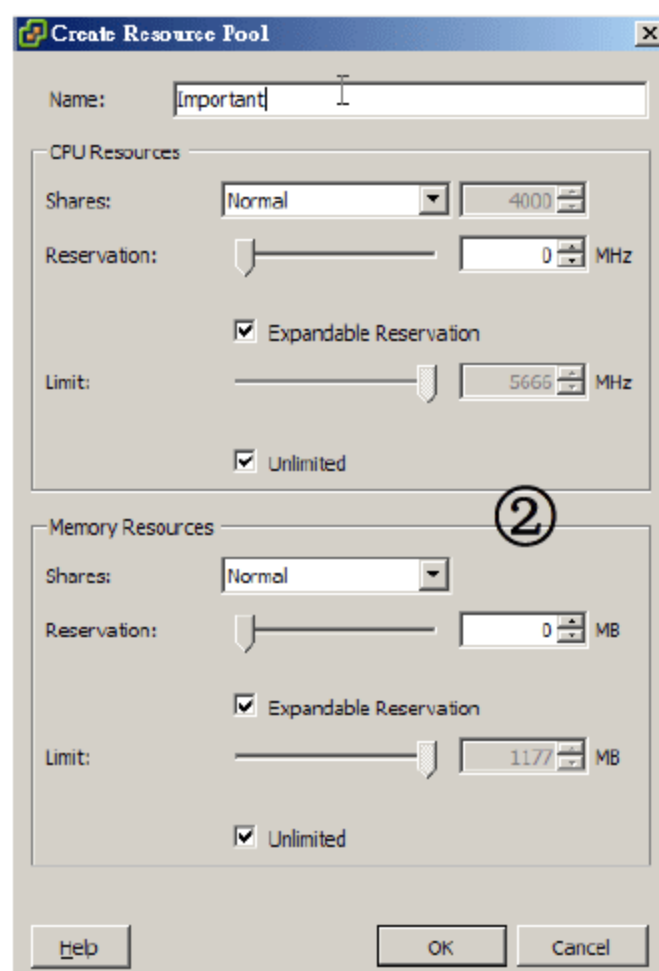 Create Resource Pool
Name: Important
CPU Resources
Shares: Normal 4000
Reservation: 0 MHz
Expandable Reservation
Limit: 5666 MHz
Unlimited
②
Memory Resources
Shares: Normal
Reservation: 0 MB
Expandable Reservation
Limit: 1177 MB
Unlimited
Help OK Cancel